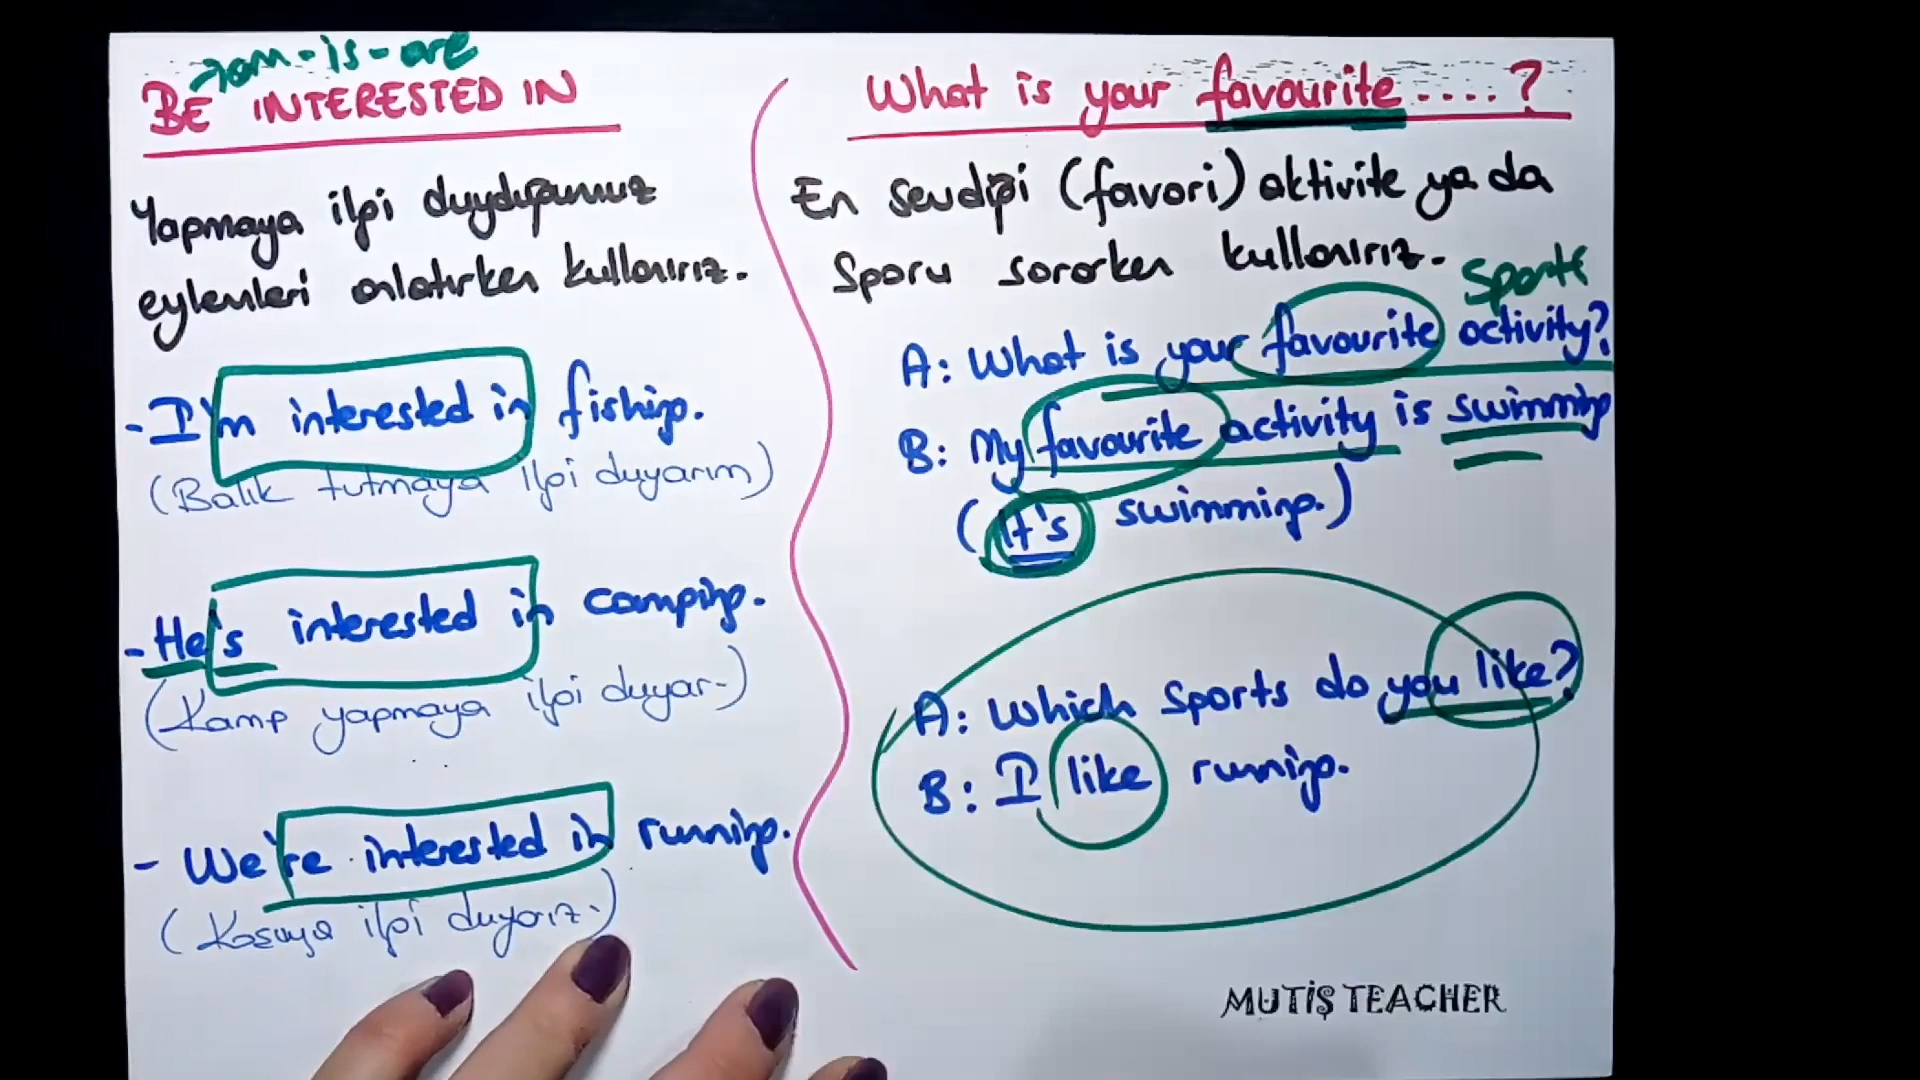 →am-is-are
BE INTERESTED IN
Yapmaya ilgi duyduğumuz
eylemleri anlatırken kullanırız.
- I'm interested in fishing.
(Balık tutmaya ilgi duyarım)
- He's interested in camping.
(Kamp yapmaya ilgi duyar.)
- We're interested in running.
(Koşuya ilgi duyarız.)
What is your favourite ....?
En sevdiği (favori) aktivite ya da
Sporu sorarken kullanırız.
Sports
A: What is your favourite activity?
B: My favourite activity is swimming
(It's swimming.)
A: Which sports do you like?
B: I like running.
MUTİŞ TEACHER